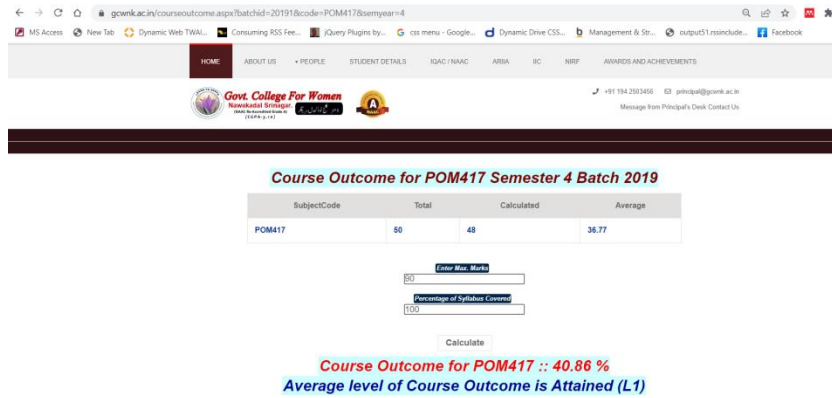 gcwnk.ac.in/courseoutcome.aspx?batchid=20191&code=POM417&semyear=4
MS Access New Tab Dynamic Web TWAI... Consuming RSS Fee... jQuery Plugins by... css menu - Google... Dynamic Drive CSS... Management & Str... output51.rssinclude... Facebook
HOME ABOUT US PEOPLE STUDENT DETAILS IQAC / NAAC ARIIA IIC NIRF AWARDS AND ACHIEVEMENTS
Govt. College For Women
Nawakadal Srinagar.
(NAAC Re-Accredited Grade A)
A
+91 194 2503456 principal@gcwnk.ac.in
Message from Principal's Desk Contact Us
Course Outcome for POM417 Semester 4 Batch 2019
SubjectCode Total Calculated Average
POM417 50 48 36.77
Enter Max. Marks
90
Percentage of Syllabus Covered
100
Calculate
Course Outcome for POM417 :: 40.86 %
Average level of Course Outcome is Attained (L1)